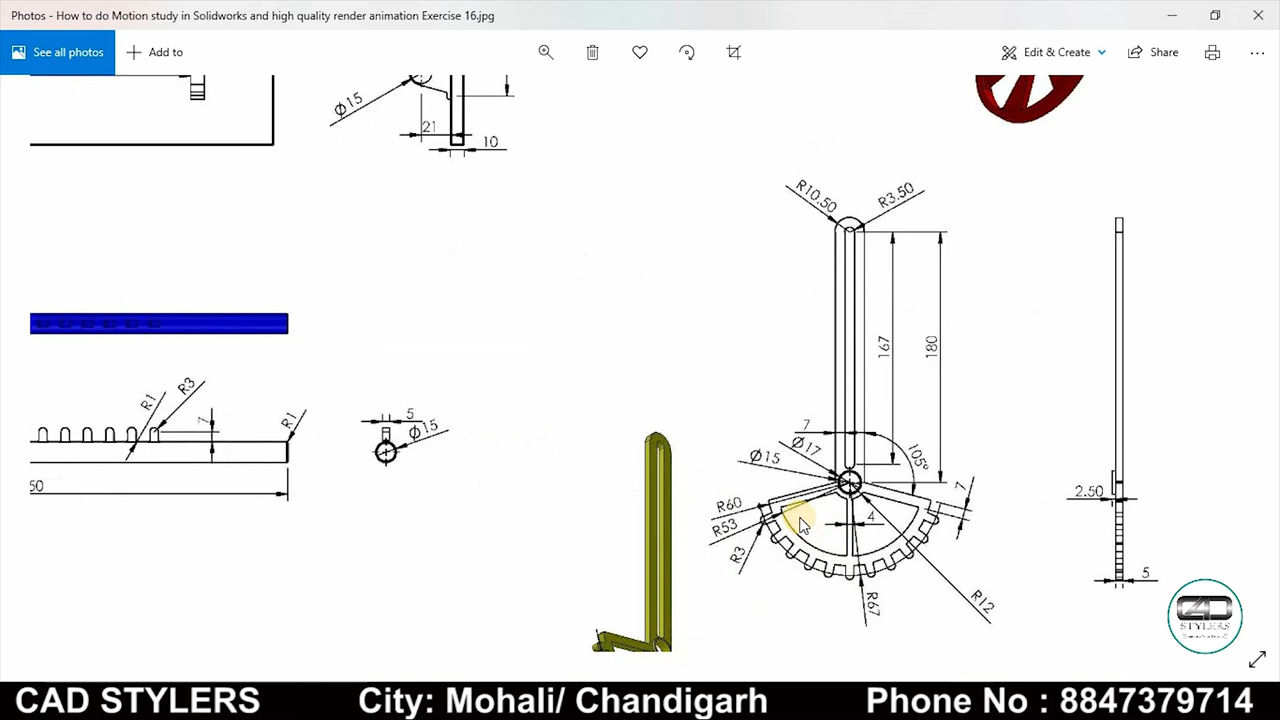 Photos - How to do Motion study in Solidworks and high quality render animation Exercise 16.jpg
See all photos
Add to
Edit & Create
Share
Ø15
21
10
R10.50
R3.50
167
180
R1
R3
7
R1
5
Ø15
50
7
Ø17
Ø15
105°
7
R60
R53
R3
4
R67
R12
2.50
5
CAD
STYLERS
CAD STYLERS
City: Mohali/ Chandigarh
Phone No : 8847379714